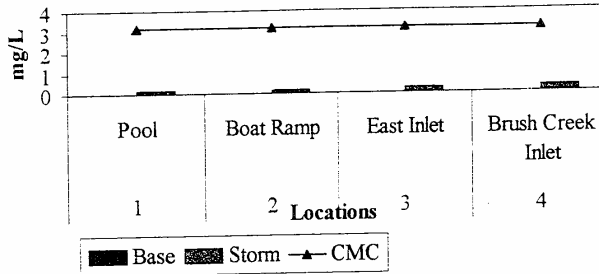 4
3
2
1
0
mg/L
Pool Boat Ramp East Inlet Brush Creek
Inlet
1 2 3 4
Locations
Base Storm CMC